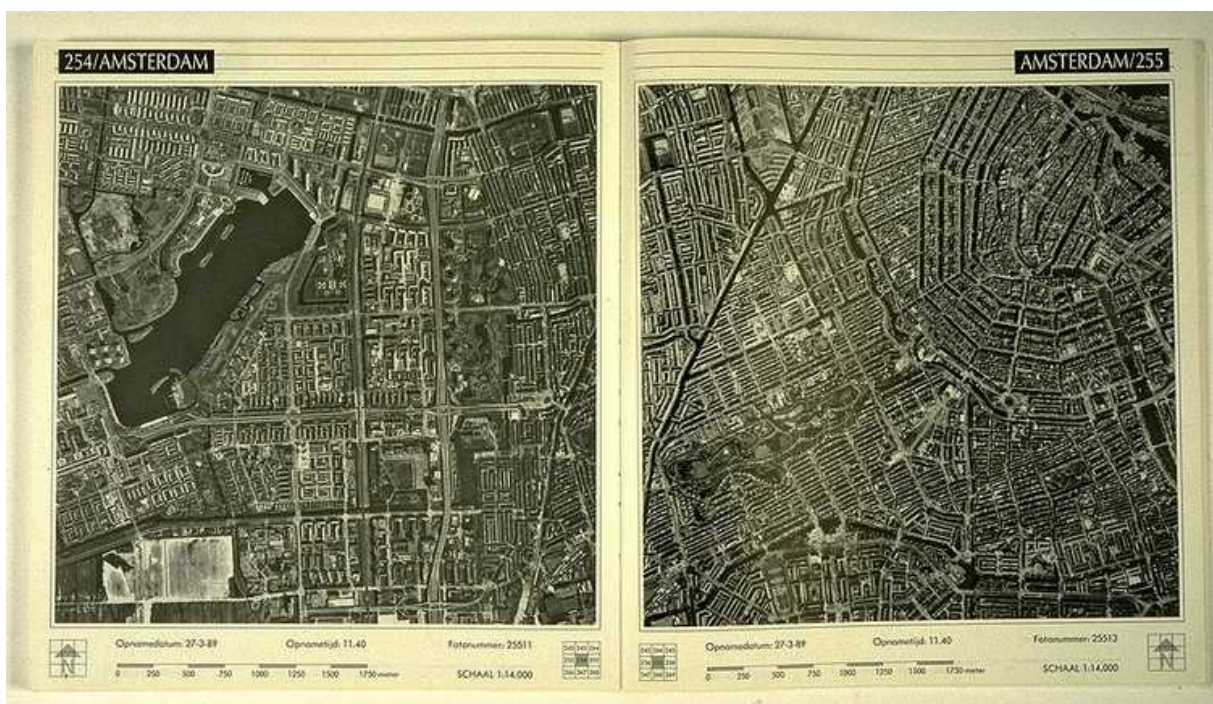 254/AMSTERDAM
AMSTERDAM/255
Opnamedatum: 27-3-89
Opnametijd: 11.40
Fotonummer: 25511
N
0 250 500 750 1000 1250 1500 1750 meter
SCHAAL 1:14.000
Opnamedatum: 27-3-89
Opnametijd: 11.40
Fotonummer: 25513
0 250 500 750 1000 1250 1500 1750 meter
SCHAAL 1:14.000
N